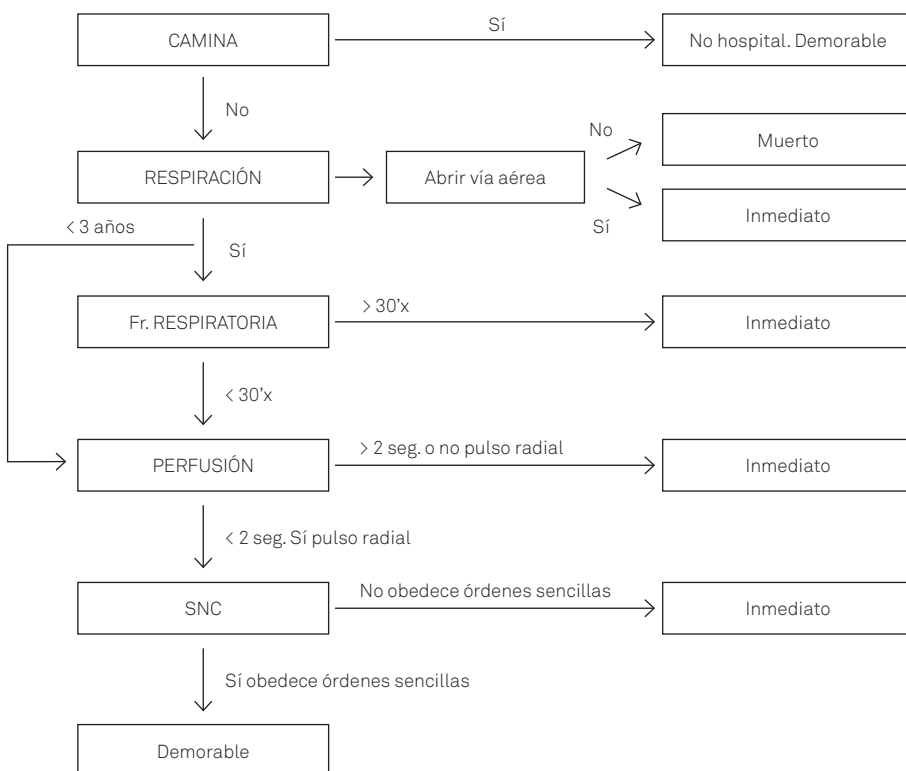 CAMINA
Sí
No hospital. Demorable
No
RESPIRACIÓN
Abrir vía aérea
No
Muerto
Sí
Inmediato
< 3 años
Sí
Fr. RESPIRATORIA
> 30’x
Inmediato
< 30’x
PERFUSIÓN
> 2 seg. o no pulso radial
Inmediato
< 2 seg. Sí pulso radial
SNC
No obedece órdenes sencillas
Inmediato
Sí obedece órdenes sencillas
Demorable